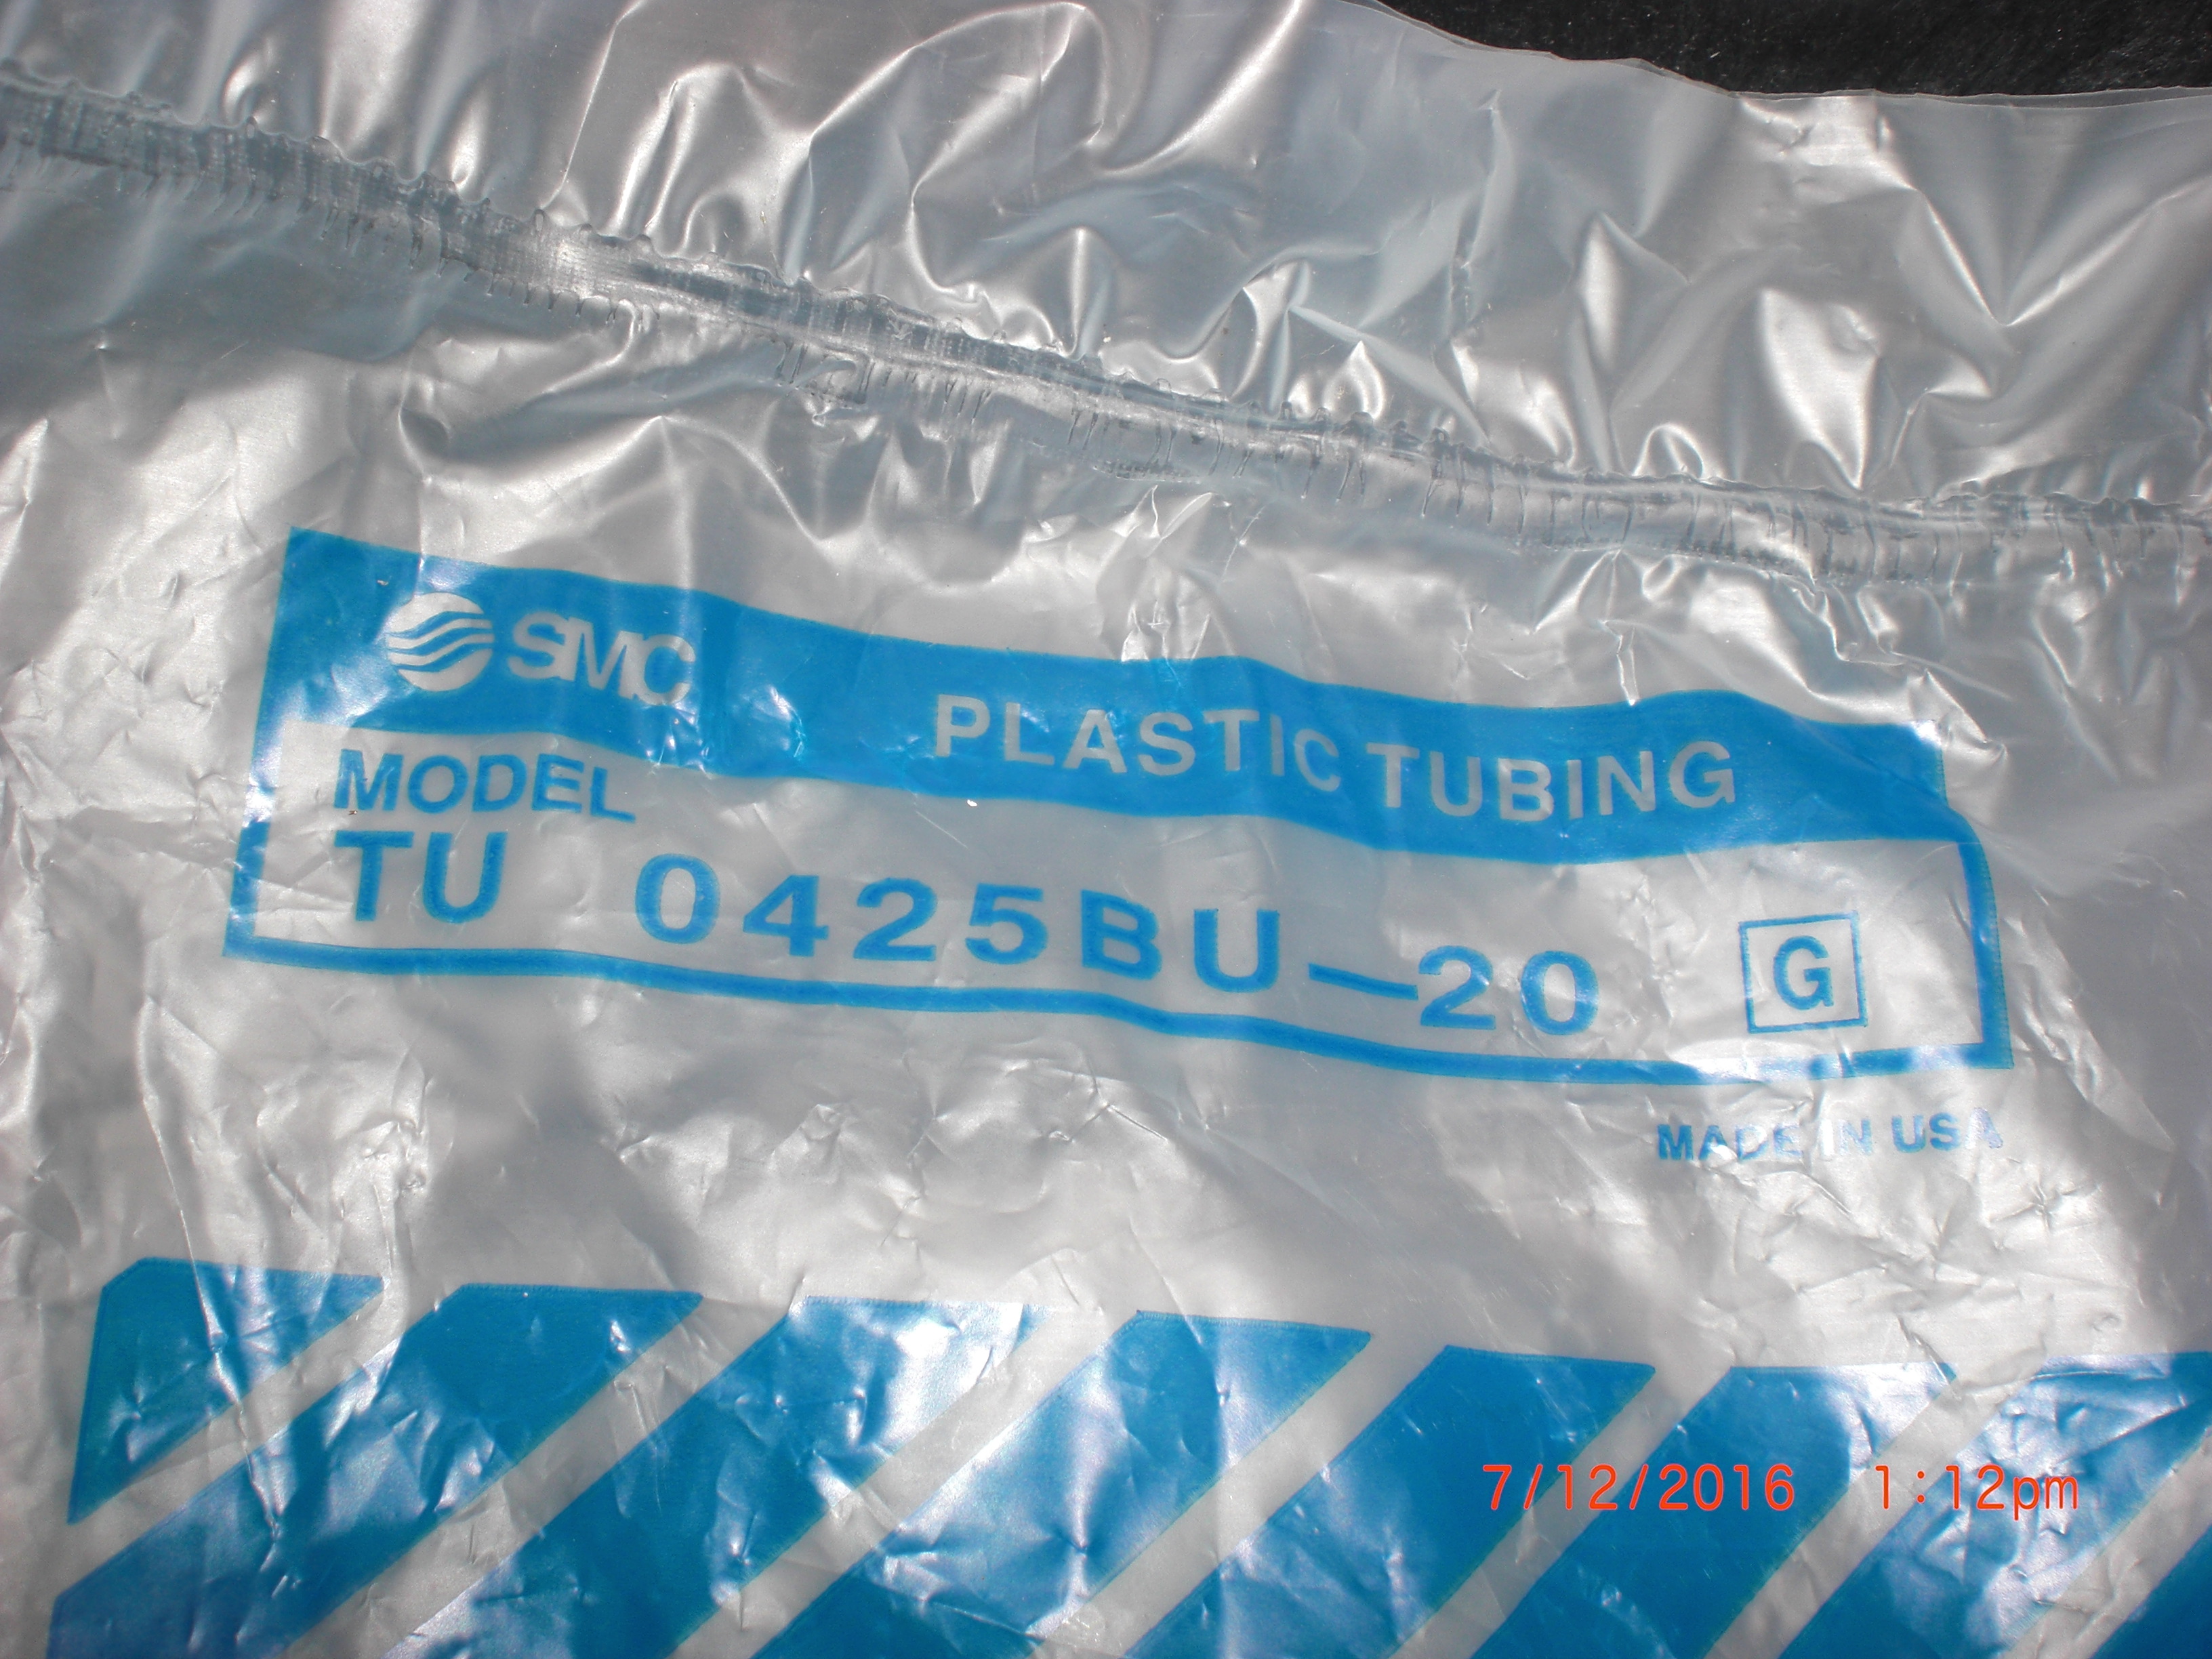 SMC PLASTIC TUBING
MODEL
TU 0425BU-20 G
MADE IN USA
7/12/2016 1:12pm